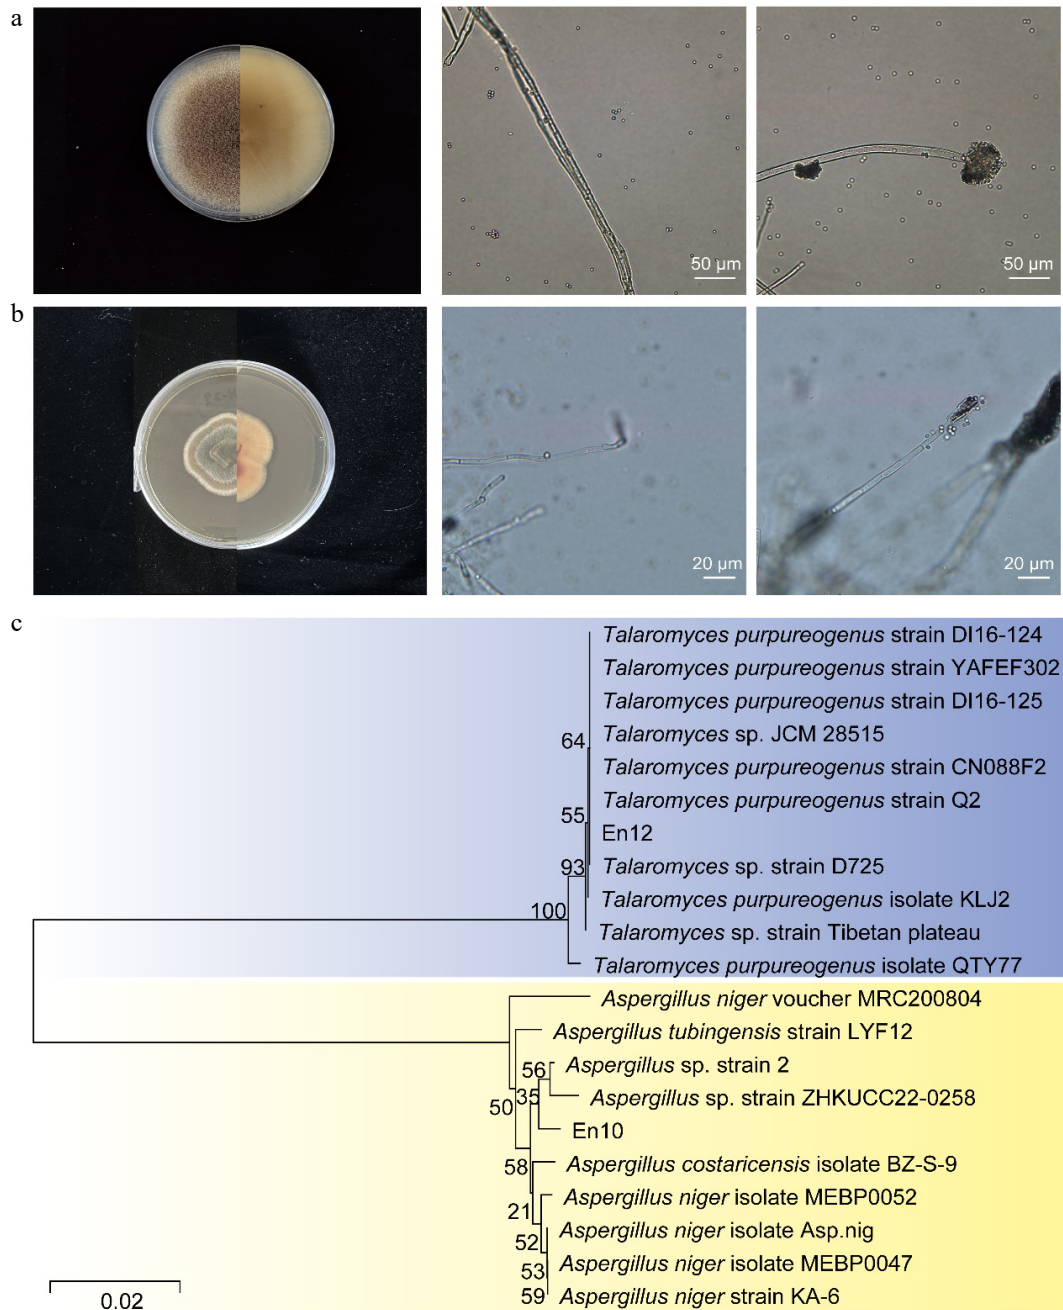 a
50 μm
50 μm
b
20 μm
20 μm
c
Talaromyces purpureogenus strain DI16-124
Talaromyces purpureogenus strain YAFEF302
Talaromyces purpureogenus strain DI16-125
64
Talaromyces sp. JCM 28515
Talaromyces purpureogenus strain CN088F2
Talaromyces purpureogenus strain Q2
55
En12
93
Talaromyces sp. strain D725
Talaromyces purpureogenus isolate KLJ2
100
Talaromyces sp. strain Tibetan plateau
Talaromyces purpureogenus isolate QTY77
Aspergillus niger voucher MRC200804
Aspergillus tubingensis strain LYF12
56
Aspergillus sp. strain 2
35
Aspergillus sp. strain ZHKUCC22-0258
50
En10
58
Aspergillus costaricensis isolate BZ-S-9
Aspergillus niger isolate MEBP0052
21
Aspergillus niger isolate Asp.nig
52
Aspergillus niger isolate MEBP0047
53
59
Aspergillus niger strain KA-6
0.02